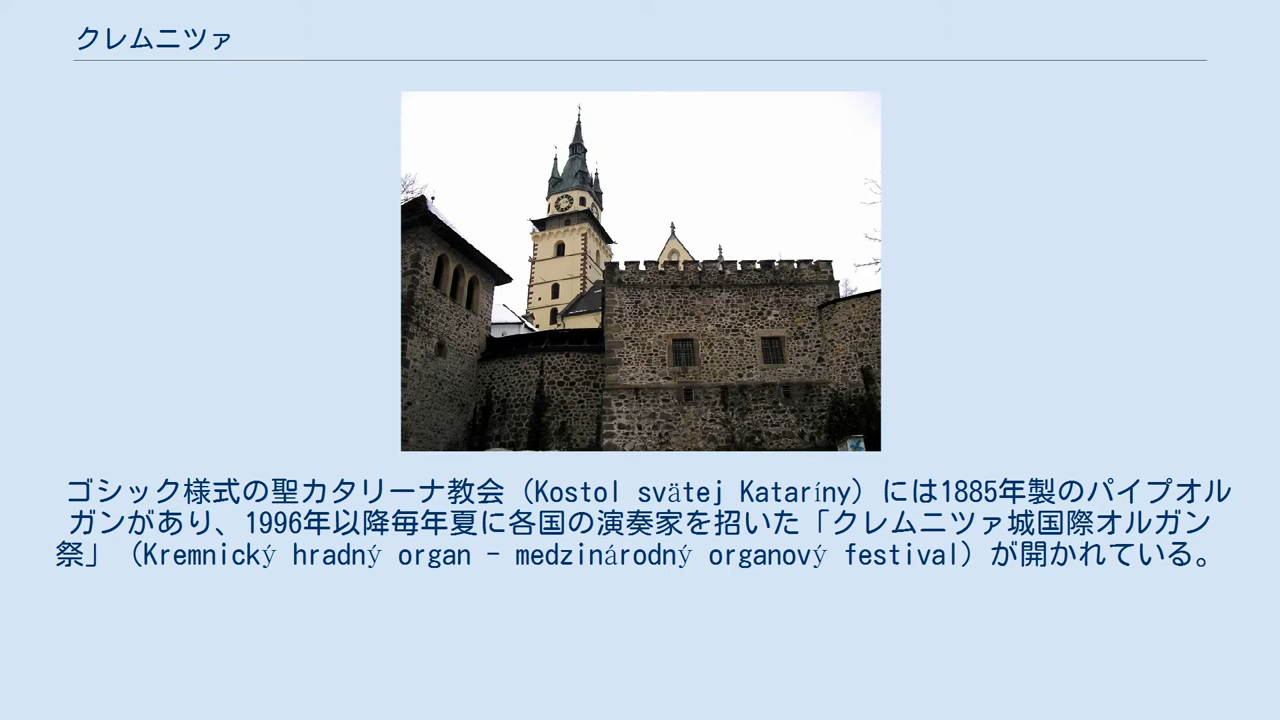 クレムニツァ
ゴシック様式の聖カタリーナ教会（Kostol svätej Kataríny）には1885年製のパイプオル
ガンがあり、1996年以降毎年夏に各国の演奏家を招いた「クレムニツァ城国際オルガン
祭」（Kremnický hradný organ - medzinárodný organový festival）が開かれている。